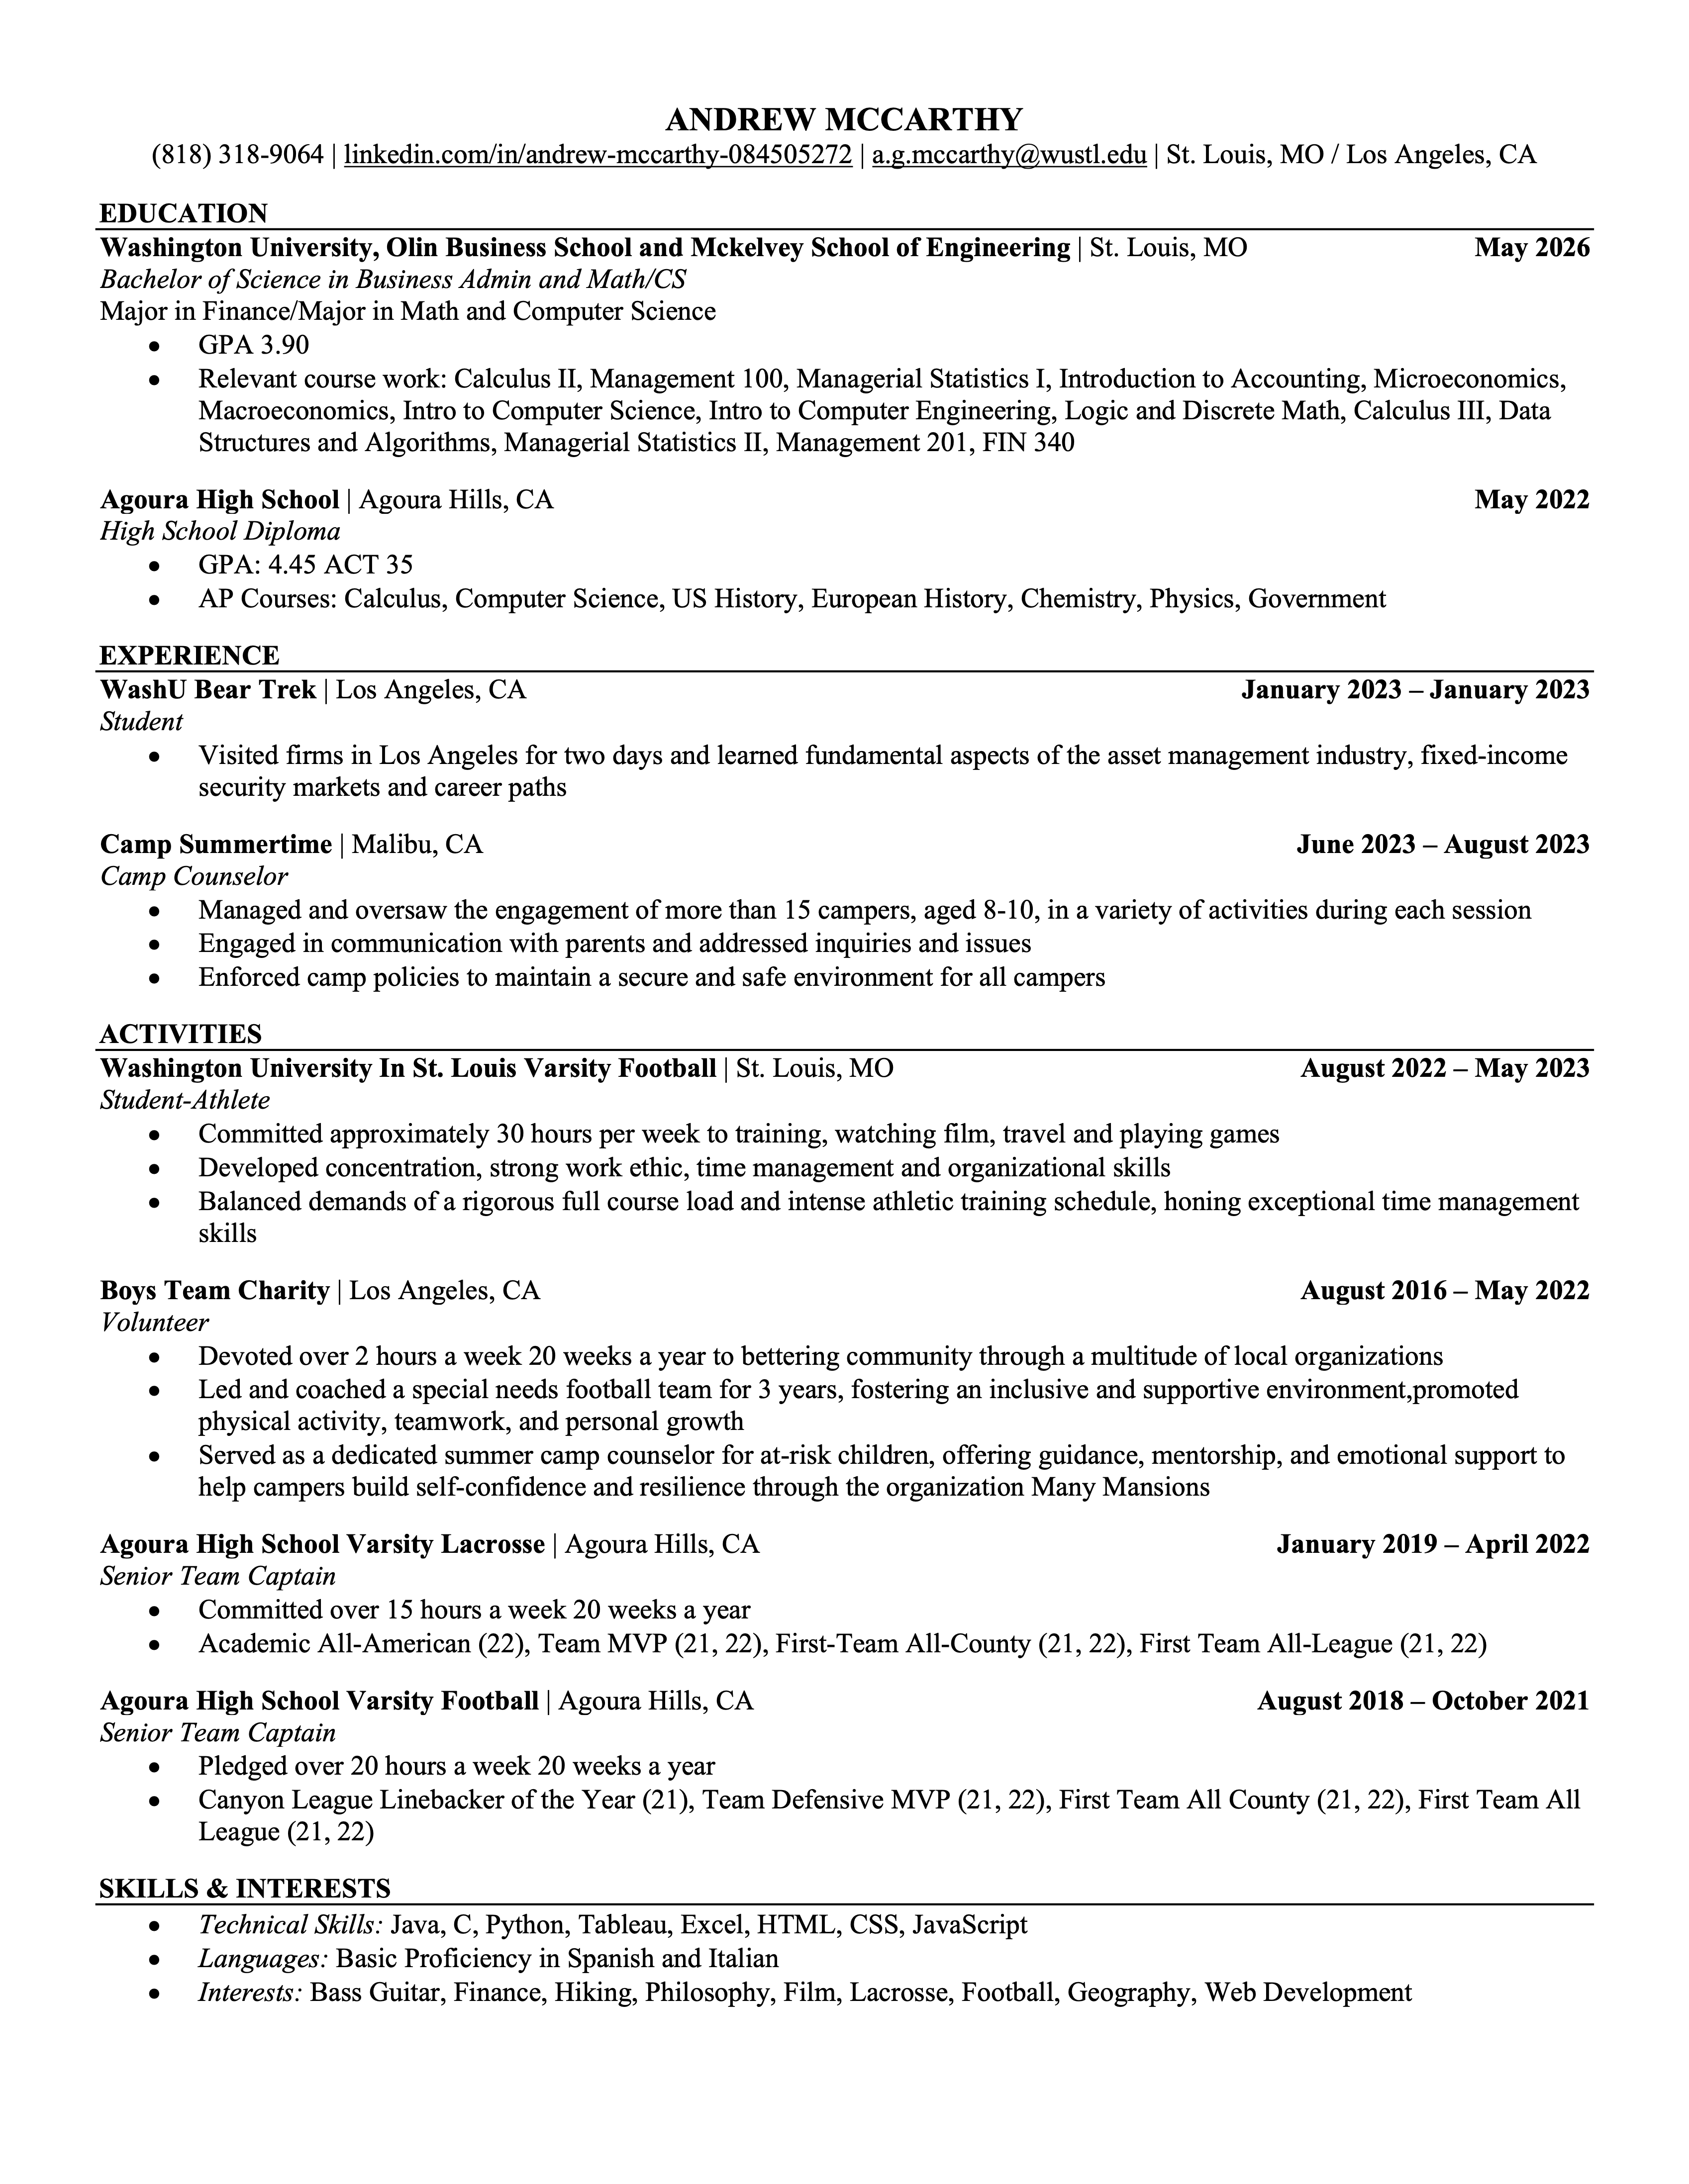 ANDREW MCCARTHY
(818) 318-9064 | linkedin.com/in/andrew-mccarthy-084505272 | a.g.mccarthy@wustl.edu | St. Louis, MO / Los Angeles, CA
EDUCATION
Washington University, Olin Business School and Mckelvey School of Engineering | St. Louis, MO May 2026
Bachelor of Science in Business Admin and Math/CS
Major in Finance/Major in Math and Computer Science
• GPA 3.90
• Relevant course work: Calculus II, Management 100, Managerial Statistics I, Introduction to Accounting, Microeconomics,
Macroeconomics, Intro to Computer Science, Intro to Computer Engineering, Logic and Discrete Math, Calculus III, Data
Structures and Algorithms, Managerial Statistics II, Management 201, FIN 340
Agoura High School | Agoura Hills, CA May 2022
High School Diploma
• GPA: 4.45 ACT 35
• AP Courses: Calculus, Computer Science, US History, European History, Chemistry, Physics, Government
EXPERIENCE
WashU Bear Trek | Los Angeles, CA January 2023 – January 2023
Student
• Visited firms in Los Angeles for two days and learned fundamental aspects of the asset management industry, fixed-income
security markets and career paths
Camp Summertime | Malibu, CA June 2023 – August 2023
Camp Counselor
• Managed and oversaw the engagement of more than 15 campers, aged 8-10, in a variety of activities during each session
• Engaged in communication with parents and addressed inquiries and issues
• Enforced camp policies to maintain a secure and safe environment for all campers
ACTIVITIES
Washington University In St. Louis Varsity Football | St. Louis, MO August 2022 – May 2023
Student-Athlete
• Committed approximately 30 hours per week to training, watching film, travel and playing games
• Developed concentration, strong work ethic, time management and organizational skills
• Balanced demands of a rigorous full course load and intense athletic training schedule, honing exceptional time management
skills
Boys Team Charity | Los Angeles, CA August 2016 – May 2022
Volunteer
• Devoted over 2 hours a week 20 weeks a year to bettering community through a multitude of local organizations
• Led and coached a special needs football team for 3 years, fostering an inclusive and supportive environment,promoted
physical activity, teamwork, and personal growth
• Served as a dedicated summer camp counselor for at-risk children, offering guidance, mentorship, and emotional support to
help campers build self-confidence and resilience through the organization Many Mansions
Agoura High School Varsity Lacrosse | Agoura Hills, CA January 2019 – April 2022
Senior Team Captain
• Committed over 15 hours a week 20 weeks a year
• Academic All-American (22), Team MVP (21, 22), First-Team All-County (21, 22), First Team All-League (21, 22)
Agoura High School Varsity Football | Agoura Hills, CA August 2018 – October 2021
Senior Team Captain
• Pledged over 20 hours a week 20 weeks a year
• Canyon League Linebacker of the Year (21), Team Defensive MVP (21, 22), First Team All County (21, 22), First Team All
League (21, 22)
SKILLS & INTERESTS
• Technical Skills: Java, C, Python, Tableau, Excel, HTML, CSS, JavaScript
• Languages: Basic Proficiency in Spanish and Italian
• Interests: Bass Guitar, Finance, Hiking, Philosophy, Film, Lacrosse, Football, Geography, Web Development